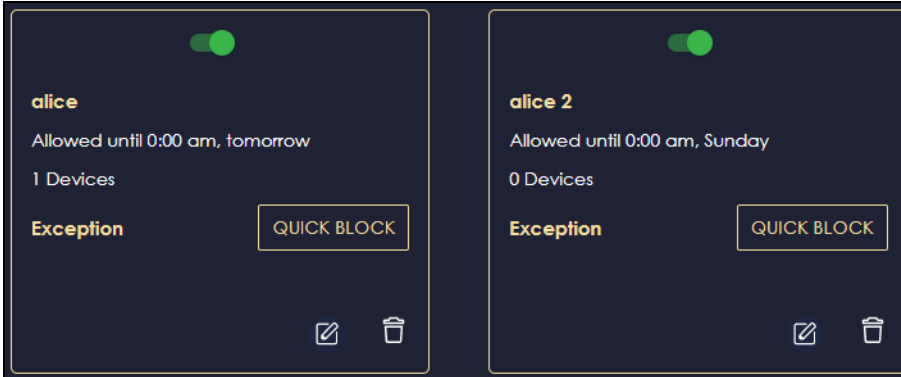 alice
Allowed until 0:00 am, tomorrow
1 Devices
Exception
QUICK BLOCK
alice 2
Allowed until 0:00 am, Sunday
0 Devices
Exception
QUICK BLOCK